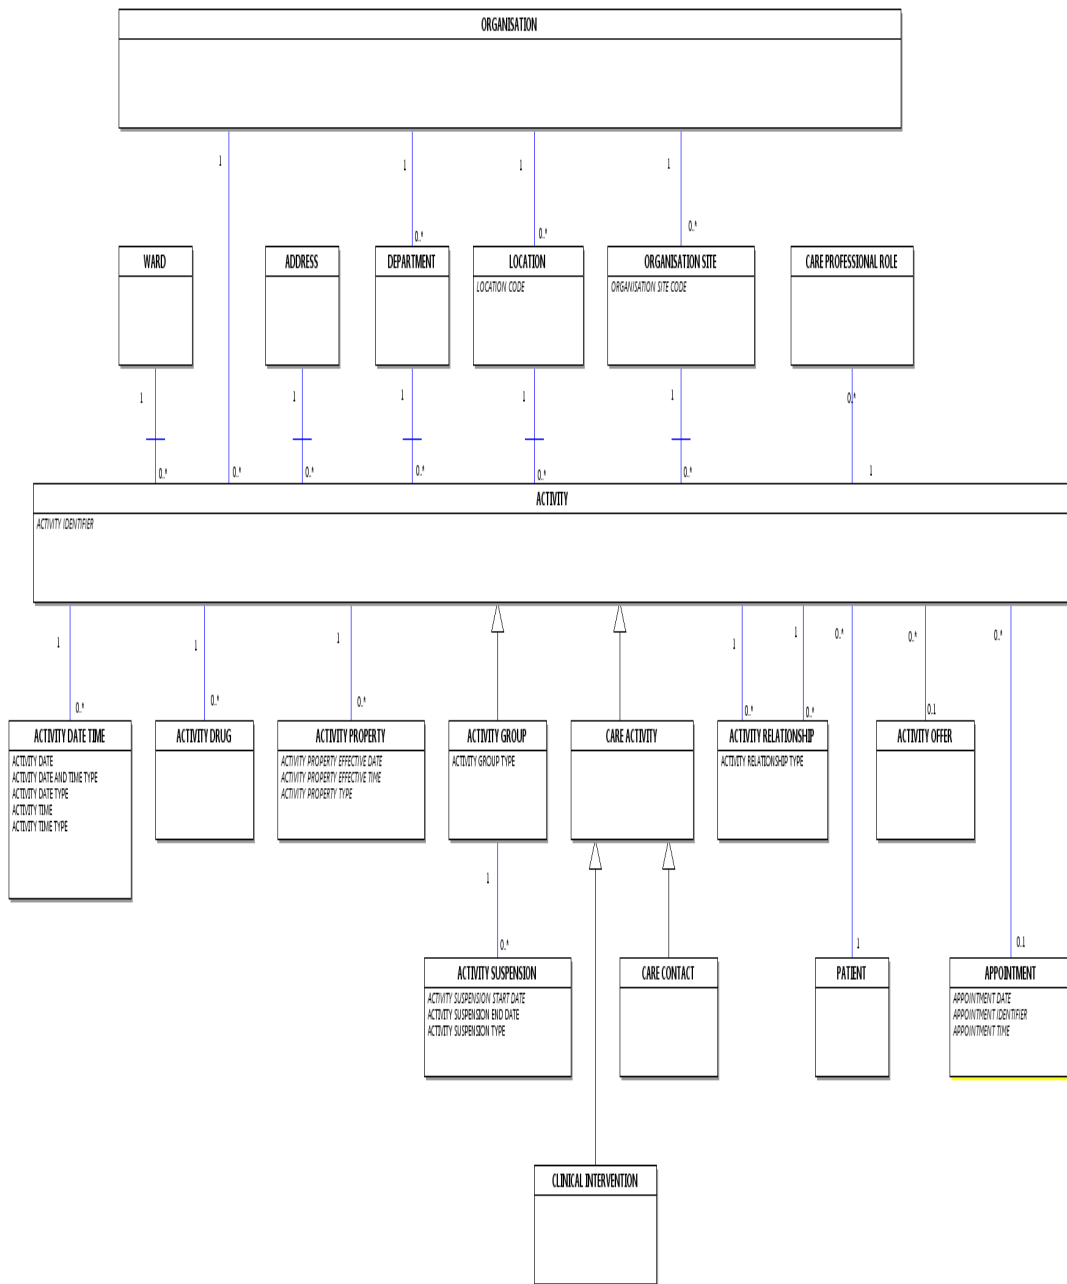 ORGANISATION
1
1
1
1
0..*
0..*
0..*
WARD
ADDRESS
DEPARTMENT
LOCATION
LOCATION CODE
ORGANISATION SITE
ORGANISATION SITE CODE
CARE PROFESSIONAL ROLE
1
1
1
1
1
0..*
0..*
0..*
0..*
0..*
0..*
0..*
1
ACTIVITY
ACTIVITY IDENTIFIER
1
1
1
1
1
0..*
0..*
0..*
0..*
0..*
0..*
0..*
0..*
0.1
ACTIVITY DATE TIME
ACTIVITY DATE
ACTIVITY DATE AND TIME TYPE
ACTIVITY DATE TYPE
ACTIVITY TIME
ACTIVITY TIME TYPE
ACTIVITY DRUG
ACTIVITY PROPERTY
ACTIVITY PROPERTY EFFECTIVE DATE
ACTIVITY PROPERTY EFFECTIVE TIME
ACTIVITY PROPERTY TYPE
ACTIVITY GROUP
ACTIVITY GROUP TYPE
CARE ACTIVITY
ACTIVITY RELATIONSHIP
ACTIVITY RELATIONSHIP TYPE
ACTIVITY OFFER
1
0..*
1
0.1
ACTIVITY SUSPENSION
ACTIVITY SUSPENSION START DATE
ACTIVITY SUSPENSION END DATE
ACTIVITY SUSPENSION TYPE
CARE CONTACT
PATIENT
APPOINTMENT
APPOINTMENT DATE
APPOINTMENT IDENTIFIER
APPOINTMENT TIME
CLINICAL INTERVENTION